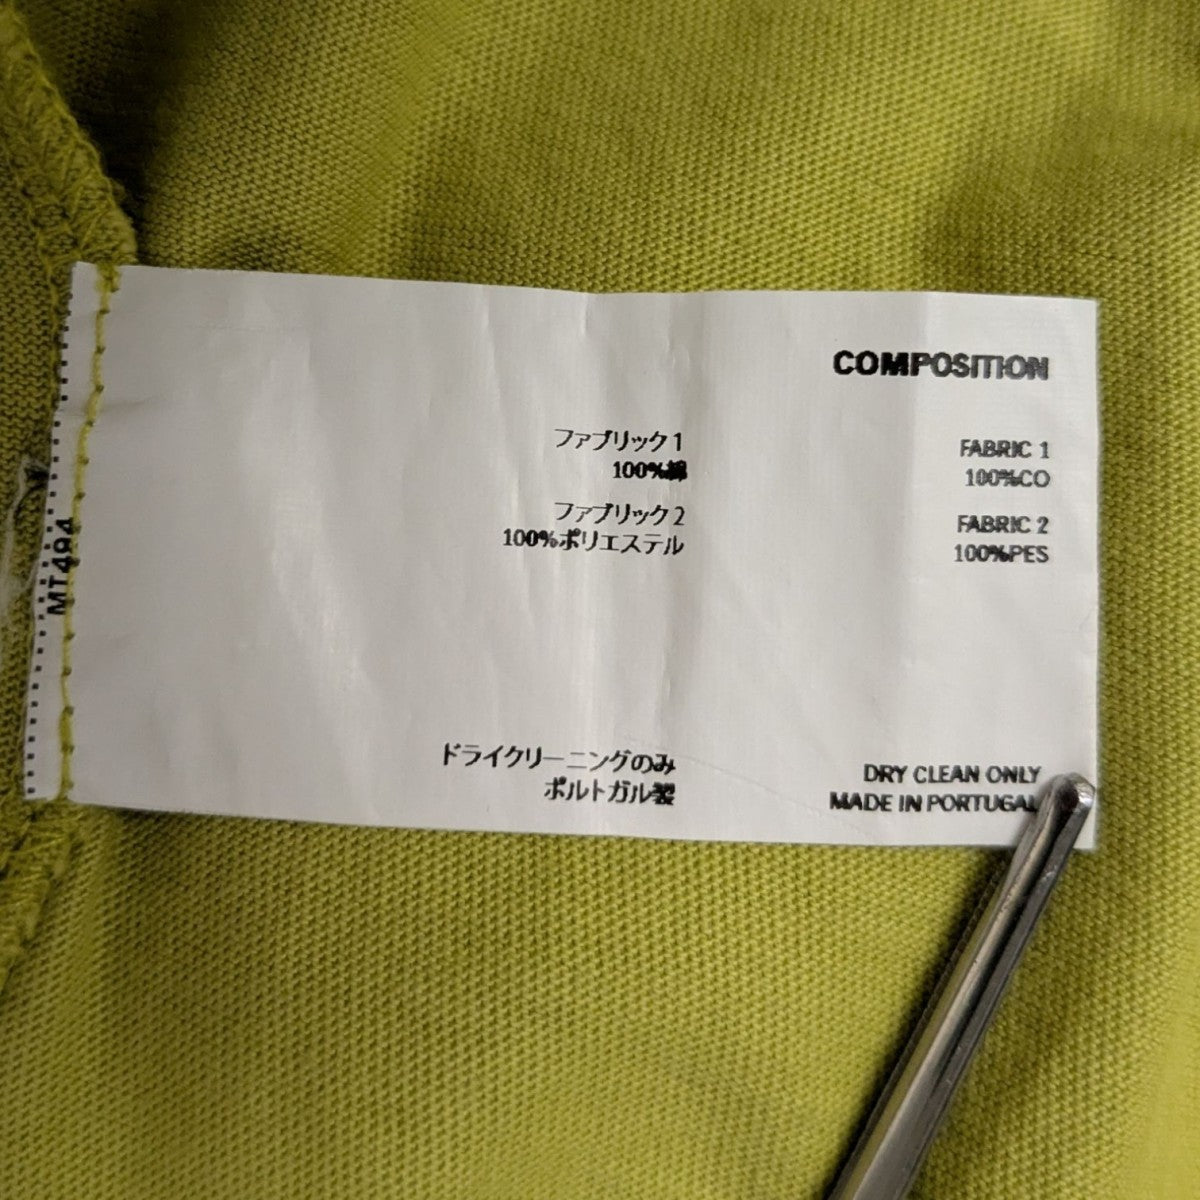 COMPOSITION
ファブリック1
100%綿
ファブリック2
100%ポリエステル
FABRIC 1
100%CO
FABRIC 2
100%PES
ドライクリーニングのみ
ポルトガル製
DRY CLEAN ONLY
MADE IN PORTUGAL
MT494